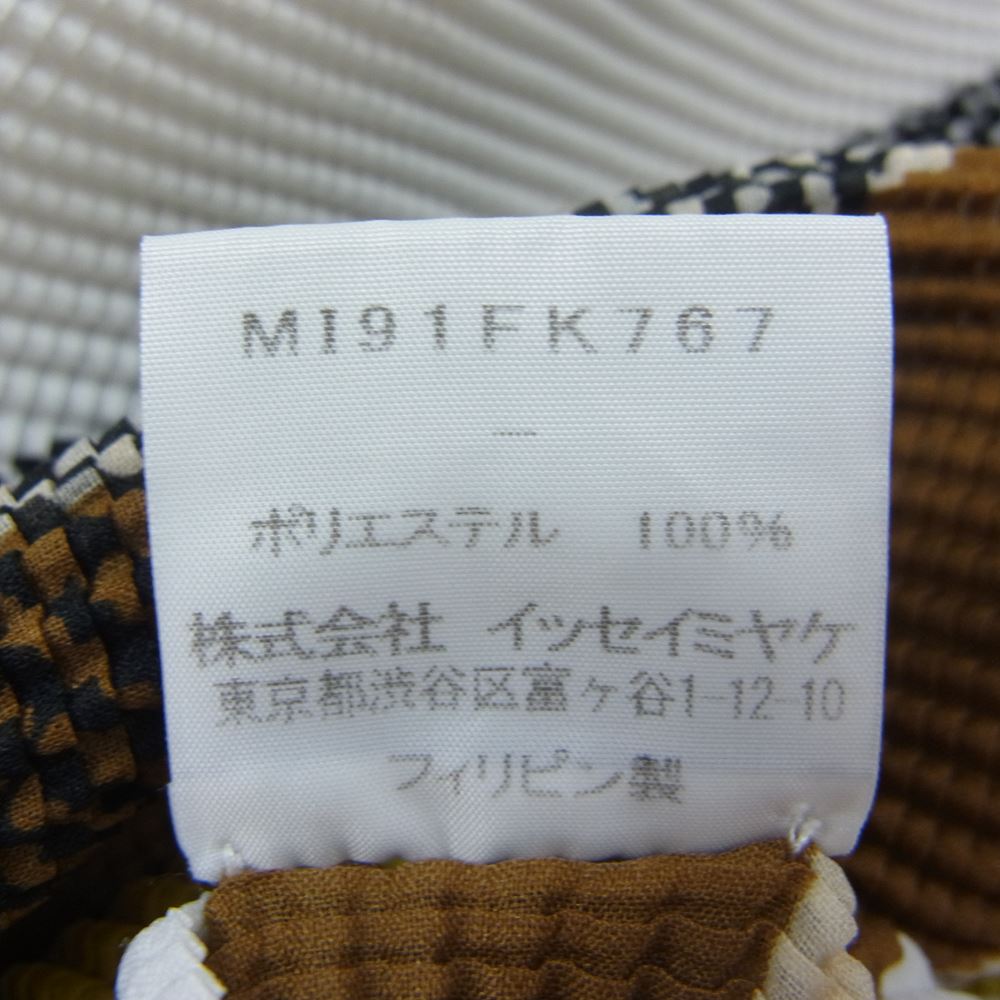 MI91FK767
—
ポリエステル 100%
株式会社 イッセイミヤケ
東京都渋谷区富ヶ谷1-12-10
フィリピン製